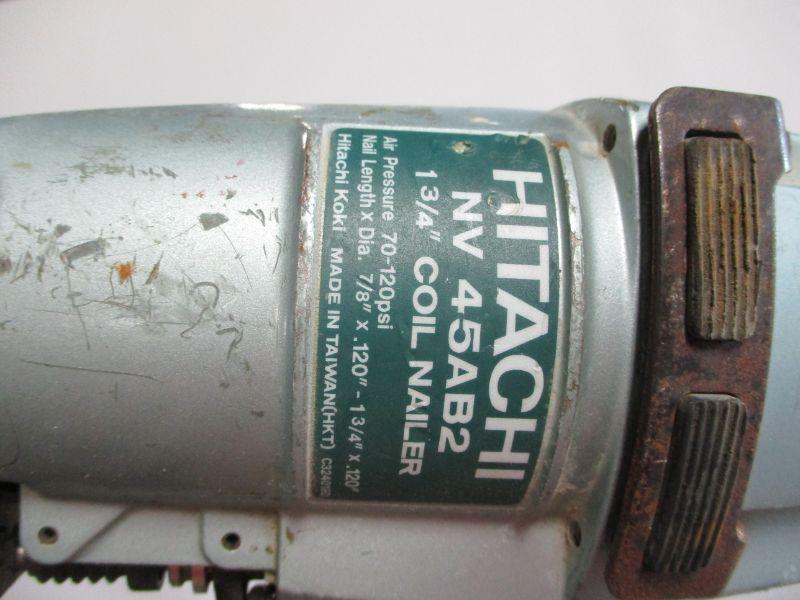 HITACHI
NV 45AB2
1 3/4" COIL NAILER
Air Pressure 70-120psi
Nail Length X Dia. 7/8" X .120" - 1 3/4" X .120"
Hitachi Koki MADE IN TAIWAN(HKT)